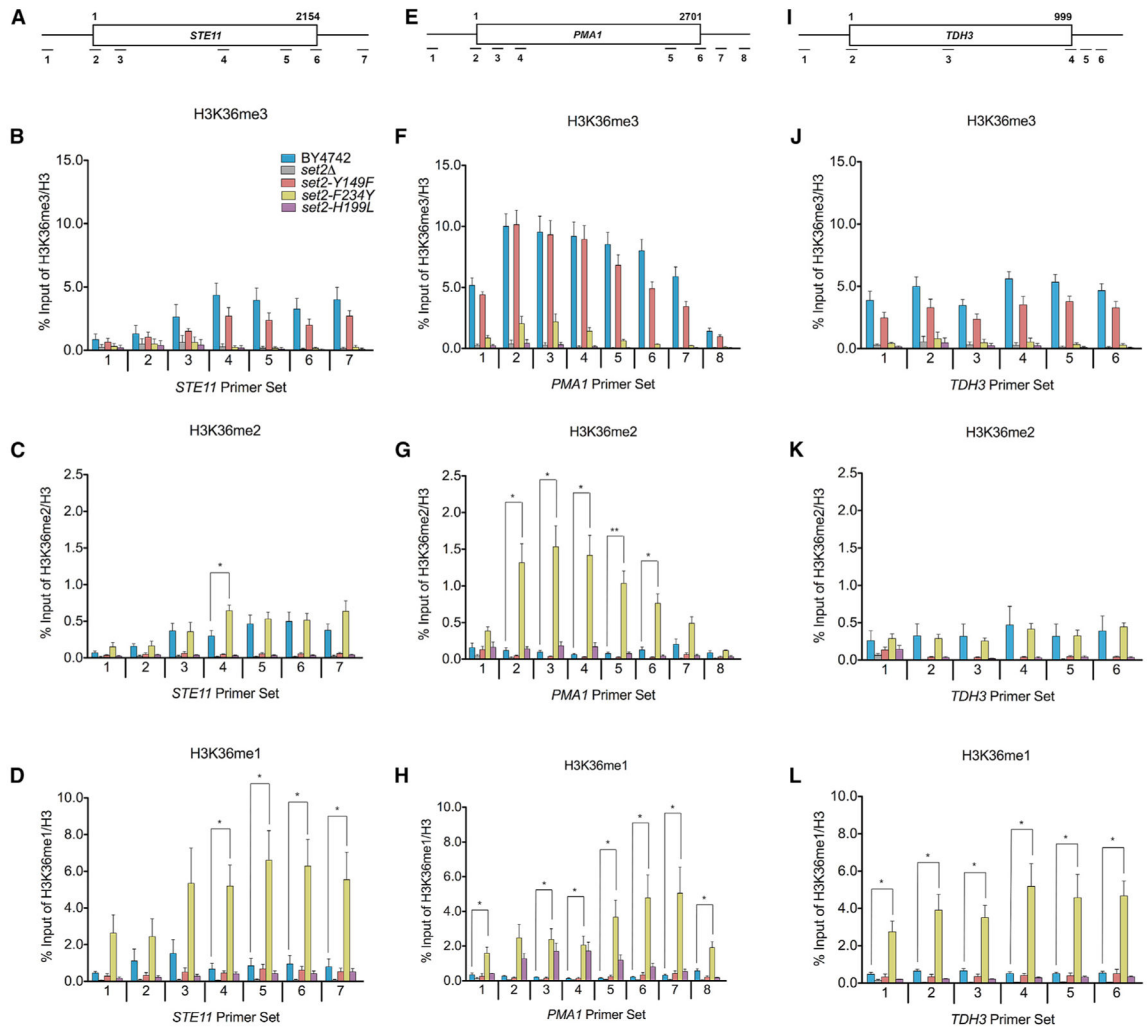 A
1 2154
STE11
1 2 3 4 5 6 7
E
1 2701
PMA1
1 2 3 4 5 6 7 8
I
1 999
TDH3
1 2 3 4 5 6
B
H3K36me3
% Input of H3K36me3/H3
15.0
10.0
5.0
0.0
BY4742
set2Δ
set2-Y149F
set2-F234Y
set2-H199L
1 2 3 4 5 6 7
STE11 Primer Set
F
H3K36me3
% Input of H3K36me3/H3
15.0
10.0
5.0
0.0
1 2 3 4 5 6 7 8
PMA1 Primer Set
J
H3K36me3
% Input of H3K36me3/H3
15.0
10.0
5.0
0.0
1 2 3 4 5 6
TDH3 Primer Set
C
H3K36me2
% Input of H3K36me2/H3
2.5
2.0
1.5
1.0
0.5
0.0
*
1 2 3 4 5 6 7
STE11 Primer Set
G
H3K36me2
% Input of H3K36me2/H3
2.5
2.0
1.5
1.0
0.5
0.0
* * * ** *
1 2 3 4 5 6 7 8
PMA1 Primer Set
K
H3K36me2
% Input of H3K36me2/H3
2.5
2.0
1.5
1.0
0.5
0.0
1 2 3 4 5 6
TDH3 Primer Set
D
H3K36me1
% Input of H3K36me1/H3
10.0
8.0
6.0
4.0
2.0
0.0
* * * *
1 2 3 4 5 6 7
STE11 Primer Set
H
H3K36me1
% Input of H3K36me1/H3
10.0
8.0
6.0
4.0
2.0
0.0
* * * * * * *
1 2 3 4 5 6 7 8
PMA1 Primer Set
L
H3K36me1
% Input of H3K36me1/H3
10.0
8.0
6.0
4.0
2.0
0.0
* * * * * *
1 2 3 4 5 6
TDH3 Primer Set